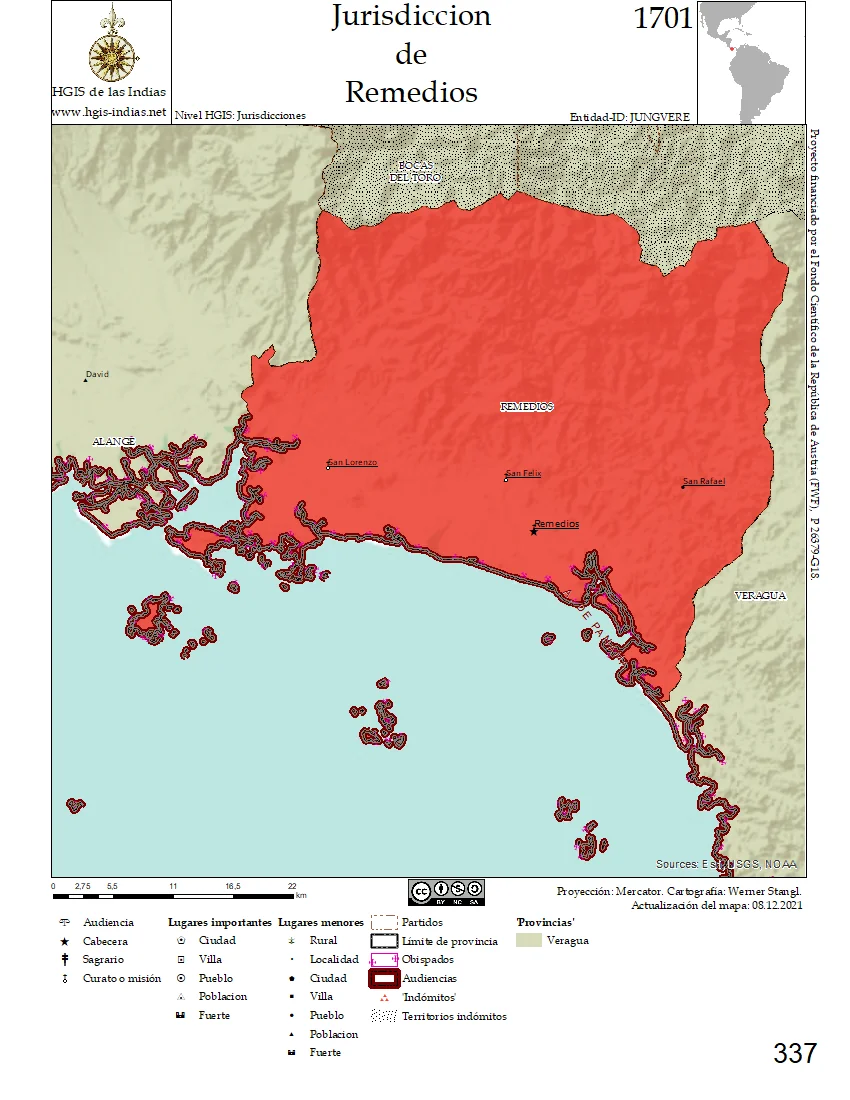 Jurisdiccion
de
Remedios
1701
HGIS de las Indias
www.hgis-indias.net
Nivel HGIS: Jurisdicciones
Entidad-ID: JUNGVERE
Proyecto financiado por el Fondo Científico de la República de Austria (FWF), P 26379-G18.
BOCAS
DEL TORO
David
REMEDIOS
ALANGE
San Lorenzo
San Felix
San Rafael
Remedios
VERAGUA
A. DE
Sources: Esri, USGS, NOAA
0 2,75 5,5 11 16,5 22
km
BY NC SA
Proyección: Mercator. Cartografía: Werner Stangl.
Actualización del mapa: 08.12.2021
Audiencia
Cabecera
Sagrario
Curato o misión
Lugares importantes
Ciudad
Villa
Pueblo
Poblacion
Fuerte
Lugares menores
Rural
Localidad
Ciudad
Villa
Pueblo
Poblacion
Fuerte
Partidos
Límite de provincia
Obispados
Audiencias
'Indómitos'
Territorios indómitos
'Provincias'
Veragua
337